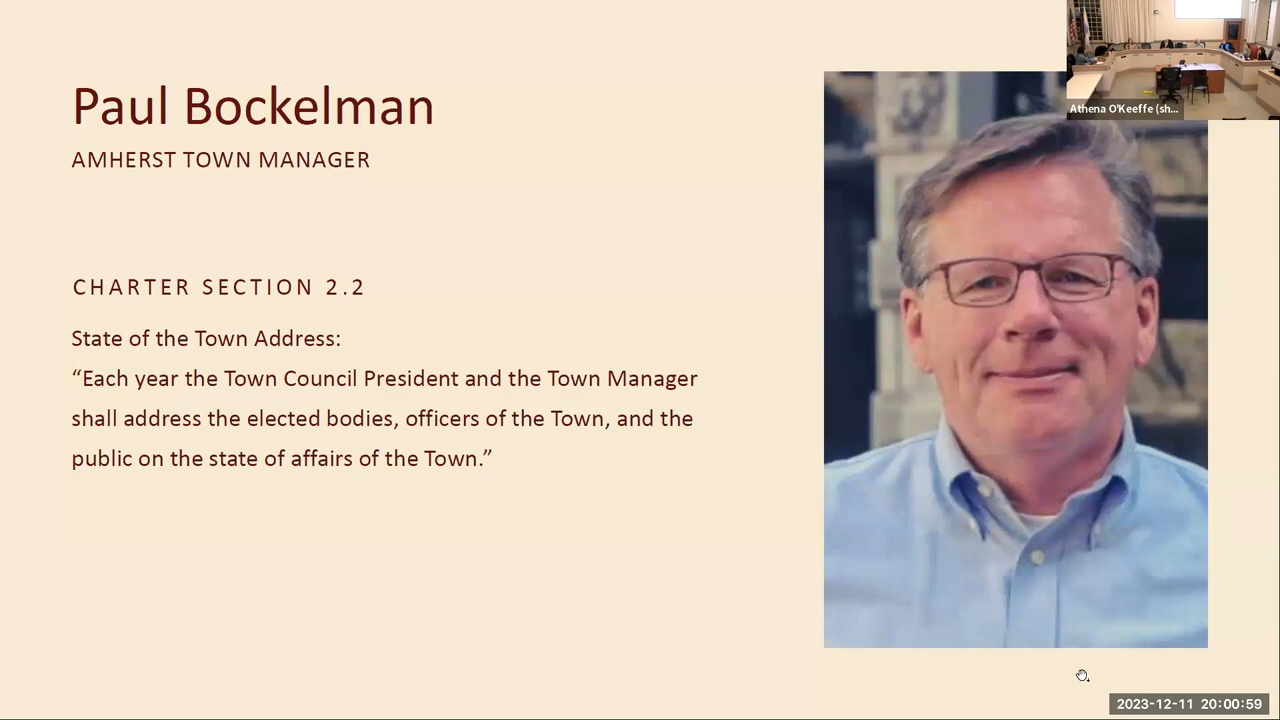 Paul Bockelman
AMHERST TOWN MANAGER
CHARTER SECTION 2.2
State of the Town Address:
“Each year the Town Council President and the Town Manager
shall address the elected bodies, officers of the Town, and the
public on the state of affairs of the Town.”
Athena O'Keeffe (sh...
2023-12-11 20:00:59